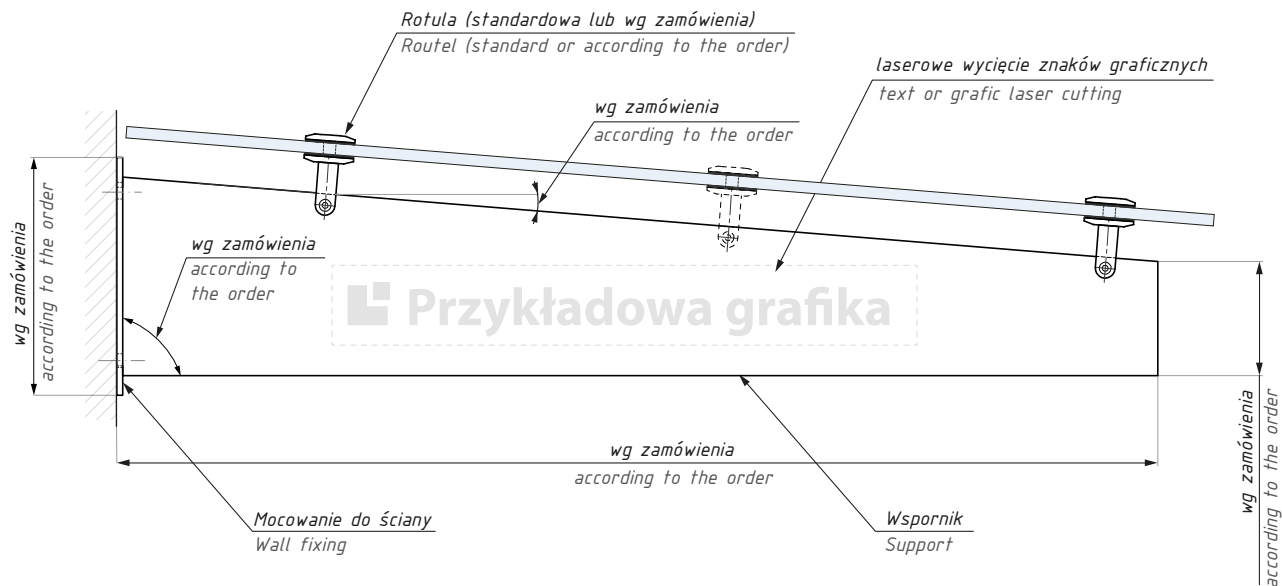 Rotula (standardowa lub wg zamówienia)
Routel (standard or according to the order)
laserowe wycięcie znaków graficznych
text or grafic laser cutting
wg zamówienia
according to the order
wg zamówienia
according to the order
wg zamówienia
according to
the order
Przykładowa grafika
wg zamówienia
according to the order
wg zamówienia
according to the order
Mocowanie do ściany
Wall fixing
Wspornik
Support